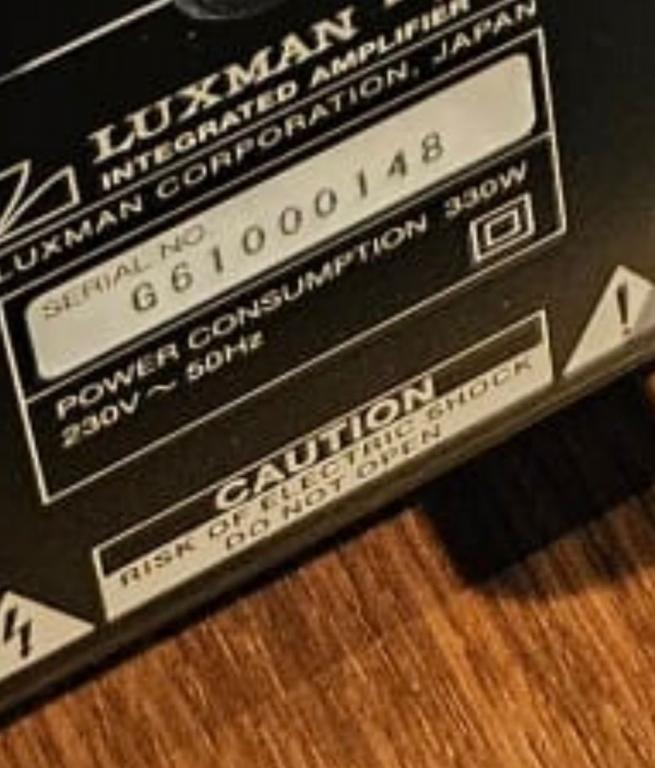 LUXMAN
INTEGRATED AMPLIFIER
LUXMAN CORPORATION, JAPAN
SERIAL NO.
G61000148
POWER CONSUMPTION 330W
230V ~ 50Hz
CAUTION
RISK OF ELECTRIC SHOCK
DO NOT OPEN